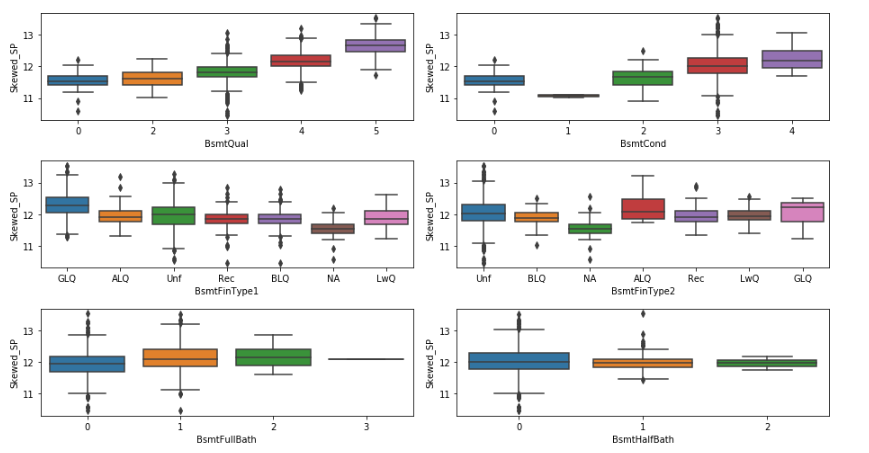 13
12
11
Skewed_SP
0 2 3 4 5
BsmtQual
13
12
11
Skewed_SP
0 1 2 3 4
BsmtCond
13
12
11
Skewed_SP
GLQ ALQ Unf Rec BLQ NA LwQ
BsmtFinType1
13
12
11
Skewed_SP
Unf BLQ NA ALQ Rec LwQ GLQ
BsmtFinType2
13
12
11
Skewed_SP
0 1 2 3
BsmtFullBath
13
12
11
Skewed_SP
0 1 2
BsmtHalfBath